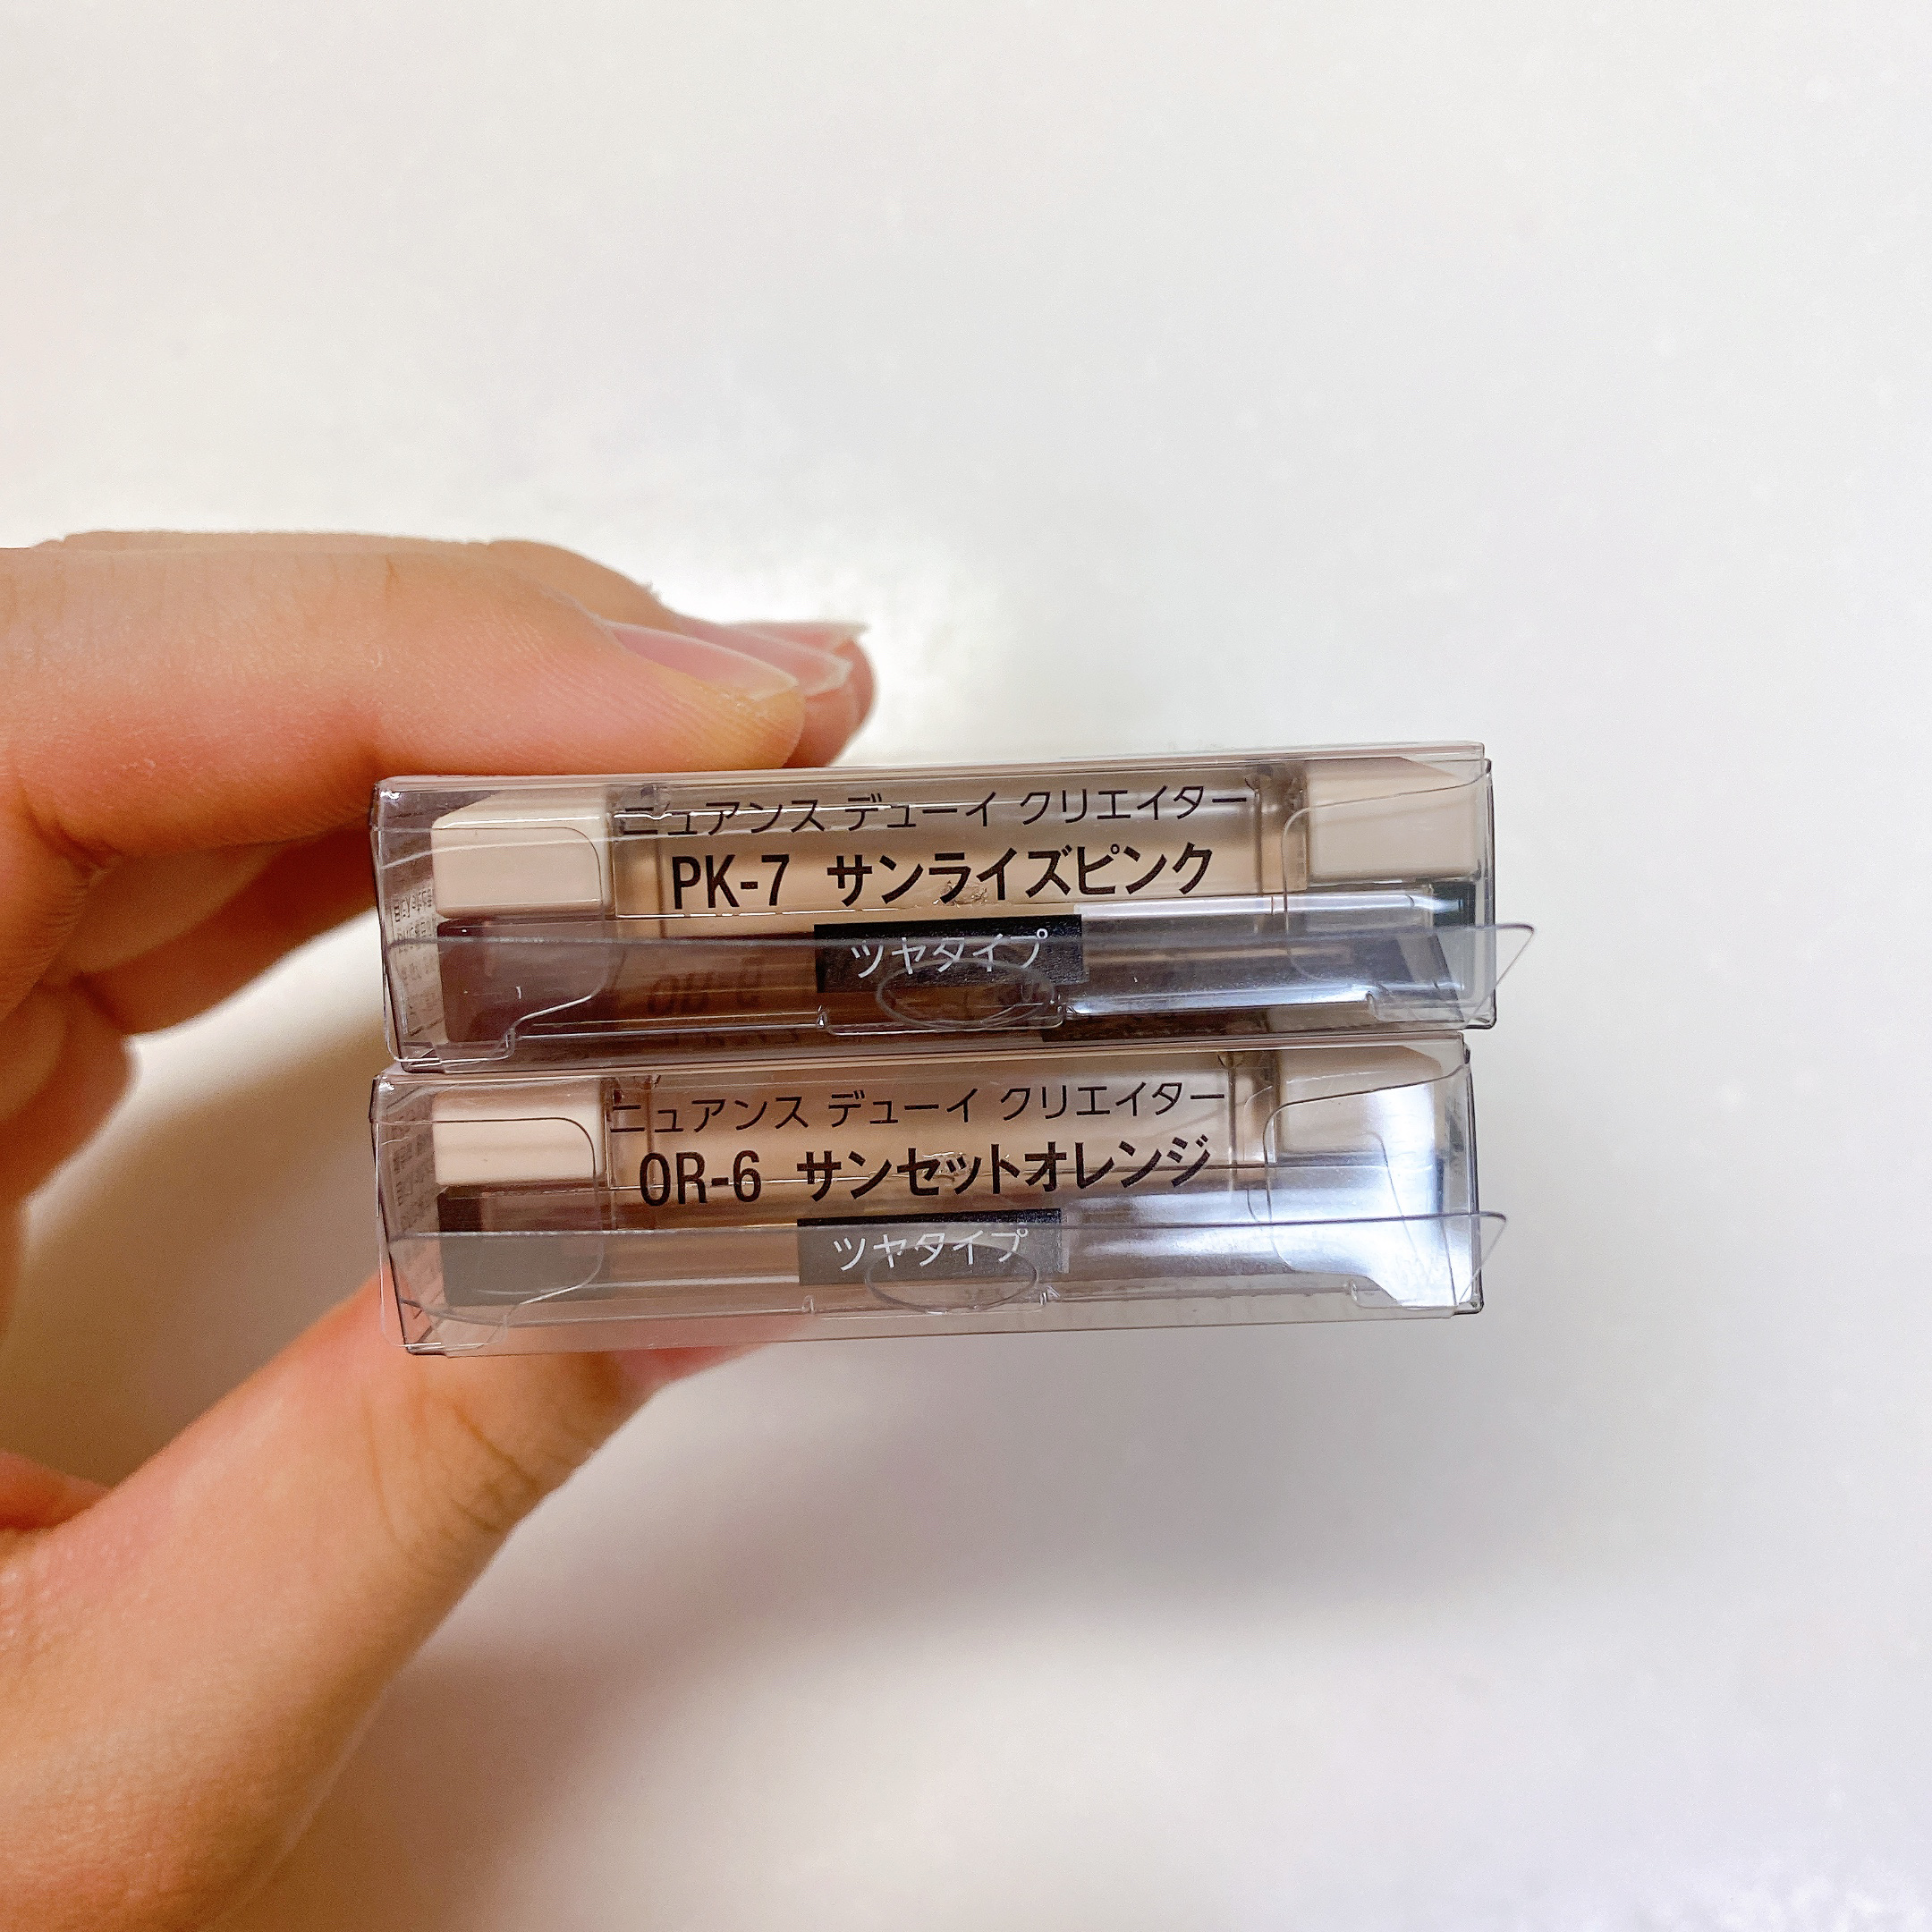 ニュアンス デューイ クリエイター
PK-7 サンライズピンク
ツヤタイプ
ニュアンス デューイ クリエイター
OR-6 サンセットオレンジ
ツヤタイプ